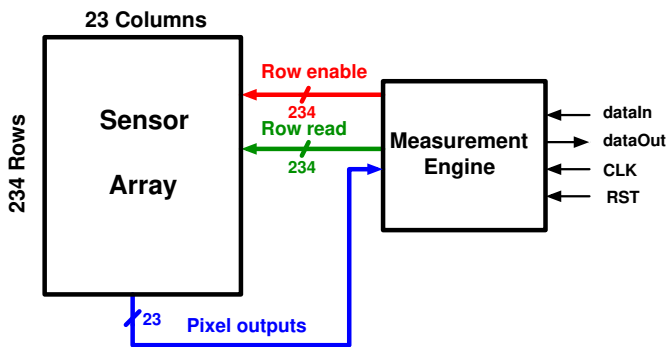 23 Columns
234 Rows
Sensor
Array
Row enable
234
Row read
234
Measurement
Engine
dataIn
dataOut
CLK
RST
23
Pixel outputs